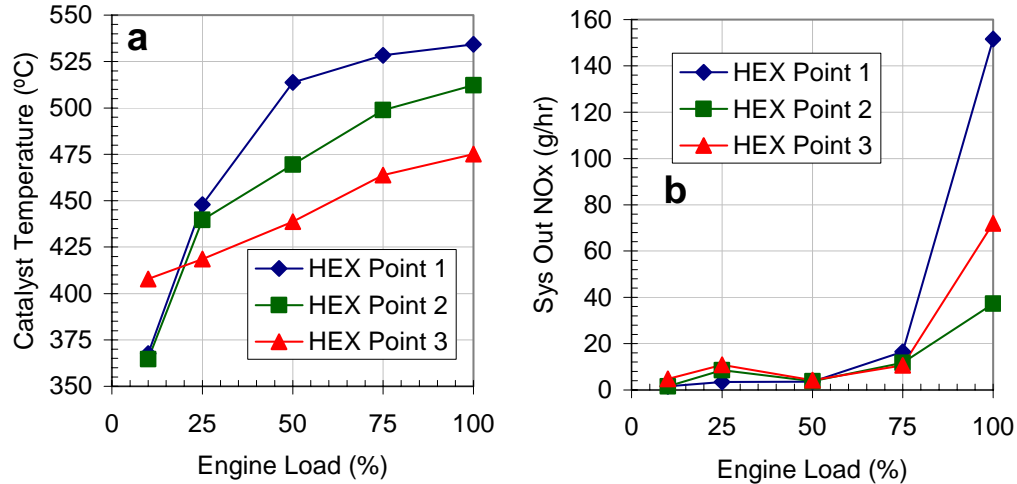 a
Catalyst Temperature (ºC)
550
525
500
475
450
425
400
375
350
0 25 50 75 100
Engine Load (%)
HEX Point 1
HEX Point 2
HEX Point 3
b
Sys Out NOx (g/hr)
160
140
120
100
80
60
40
20
0
0 25 50 75 100
Engine Load (%)
HEX Point 1
HEX Point 2
HEX Point 3